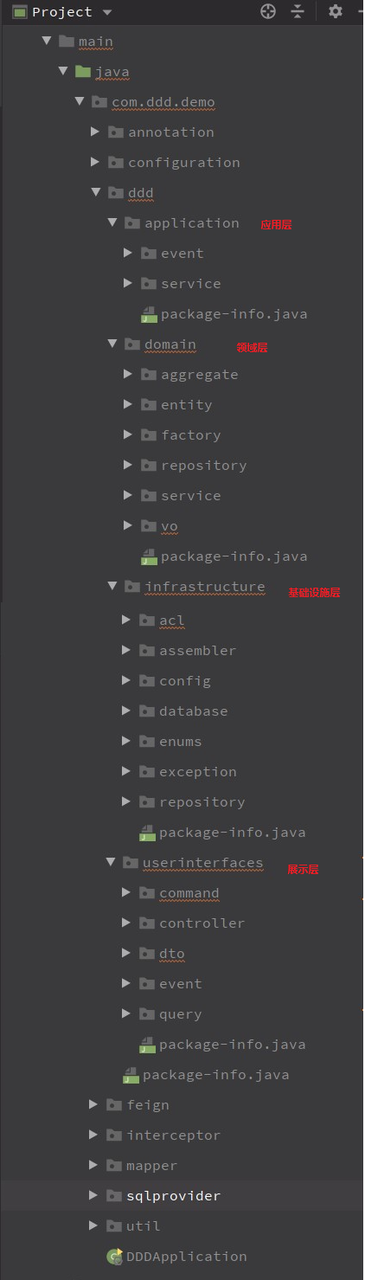 Project
main
java
com.ddd.demo
annotation
configuration
ddd
application 应用层
event
service
package-info.java
domain 领域层
aggregate
entity
factory
repository
service
vo
package-info.java
infrastructure 基础设施层
acl
assembler
config
database
enums
exception
repository
package-info.java
userinterfaces 展示层
command
controller
dto
event
query
package-info.java
package-info.java
feign
interceptor
mapper
sqlprovider
util
DDDApplication